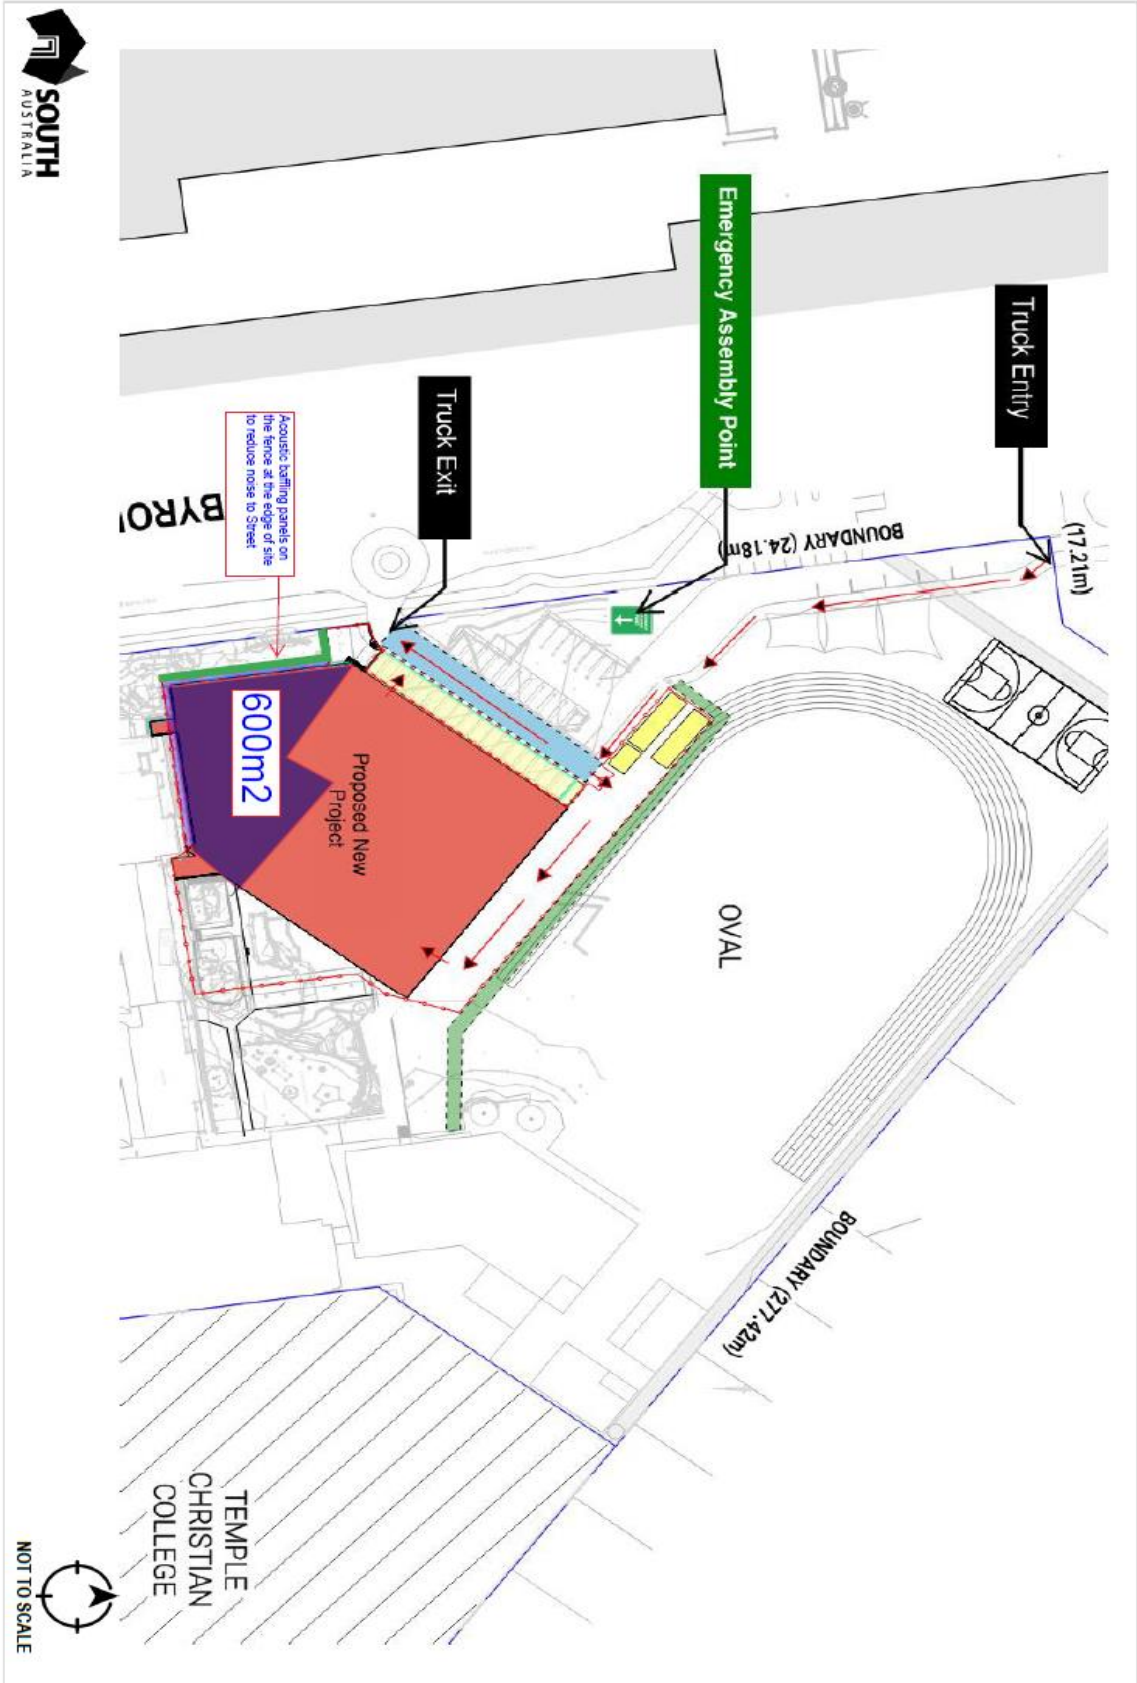 SOUTH
AUSTRALIA
Truck Entry
Emergency Assembly Point
Truck Exit
(17.21m)
BOUNDARY (24.18m)
Acoustic baffling panels on
the fence at the edge of site
to reduce noise to Street
BYRO
600m2
Proposed New
Project
OVAL
BOUNDARY (277.42m)
TEMPLE
CHRISTIAN
COLLEGE
NOT TO SCALE